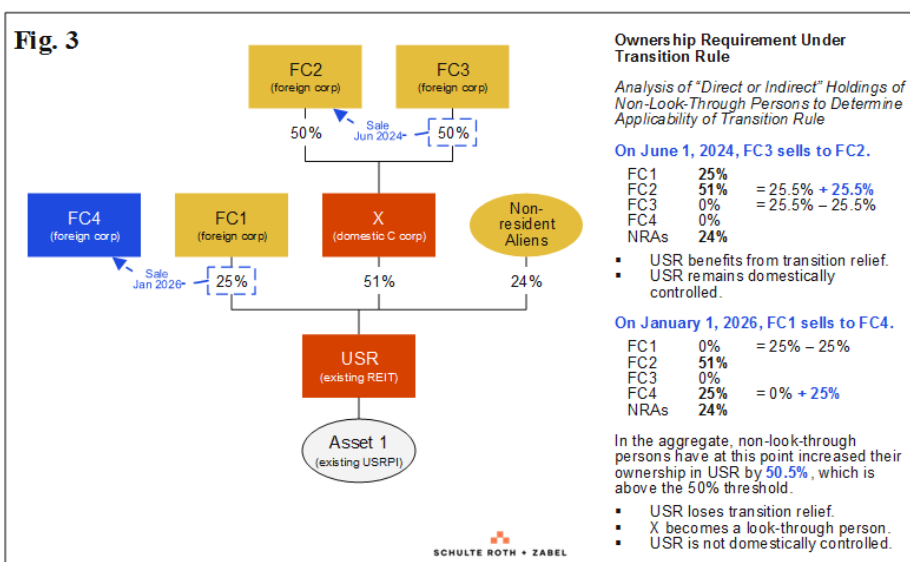 Fig. 3
FC2
(foreign corp)
FC3
(foreign corp)
50%
Sale
Jun 2024
50%
FC4
(foreign corp)
FC1
(foreign corp)
X
(domestic C corp)
Non-
resident
Aliens
Sale
Jan 2026
25%
51%
24%
USR
(existing REIT)
Asset 1
(existing USRPI)
SCHULTE ROTH + ZABEL
Ownership Requirement Under
Transition Rule
Analysis of “Direct or Indirect” Holdings of
Non-Look-Through Persons to Determine
Applicability of Transition Rule
On June 1, 2024, FC3 sells to FC2.
FC1 25%
FC2 51% = 25.5% + 25.5%
FC3 0% = 25.5% – 25.5%
FC4 0%
NRAs 24%
▪ USR benefits from transition relief.
▪ USR remains domestically
controlled.
On January 1, 2026, FC1 sells to FC4.
FC1 0% = 25% – 25%
FC2 51%
FC3 0%
FC4 25% = 0% + 25%
NRAs 24%
In the aggregate, non-look-through
persons have at this point increased their
ownership in USR by 50.5%, which is
above the 50% threshold.
▪ USR loses transition relief.
▪ X becomes a look-through person.
▪ USR is not domestically controlled.